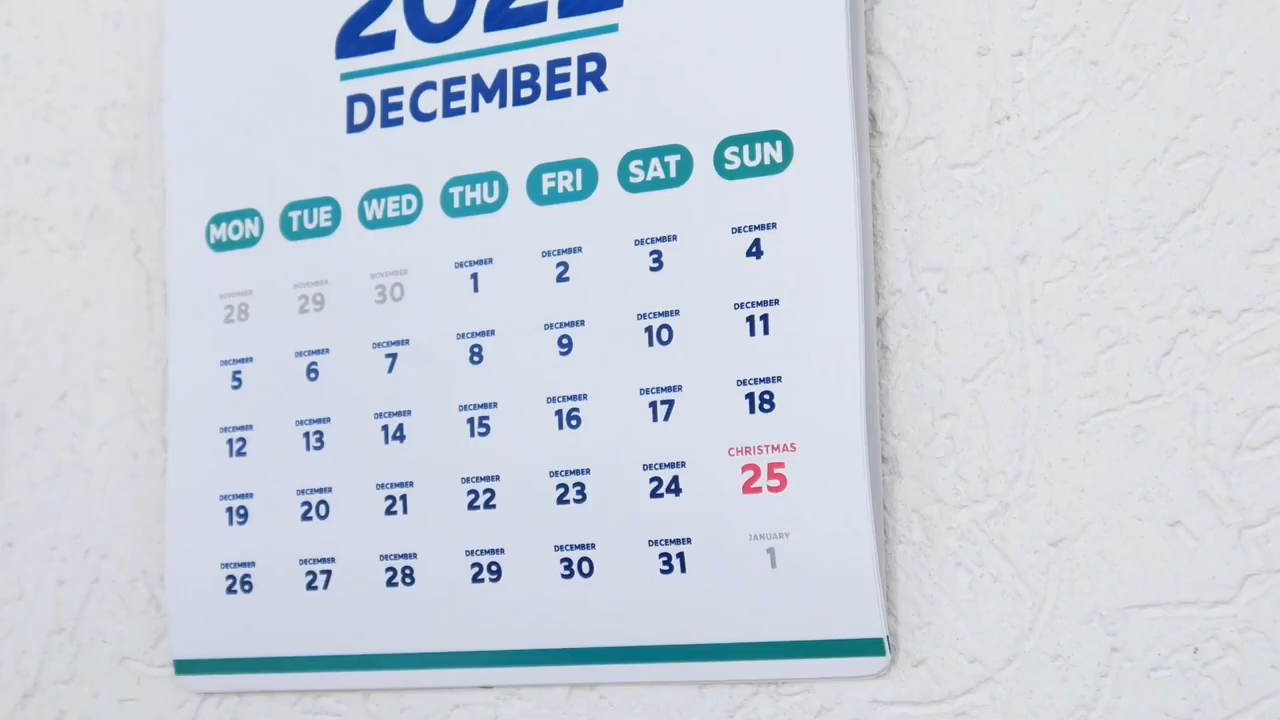 2022
DECEMBER
MON TUE WED THU FRI SAT SUN
NOVEMBER NOVEMBER NOVEMBER DECEMBER DECEMBER DECEMBER DECEMBER
28 29 30 1 2 3 4
DECEMBER DECEMBER DECEMBER DECEMBER DECEMBER DECEMBER DECEMBER
5 6 7 8 9 10 11
DECEMBER DECEMBER DECEMBER DECEMBER DECEMBER DECEMBER DECEMBER
12 13 14 15 16 17 18
DECEMBER DECEMBER DECEMBER DECEMBER DECEMBER DECEMBER CHRISTMAS
19 20 21 22 23 24 25
DECEMBER DECEMBER DECEMBER DECEMBER DECEMBER DECEMBER JANUARY
26 27 28 29 30 31 1